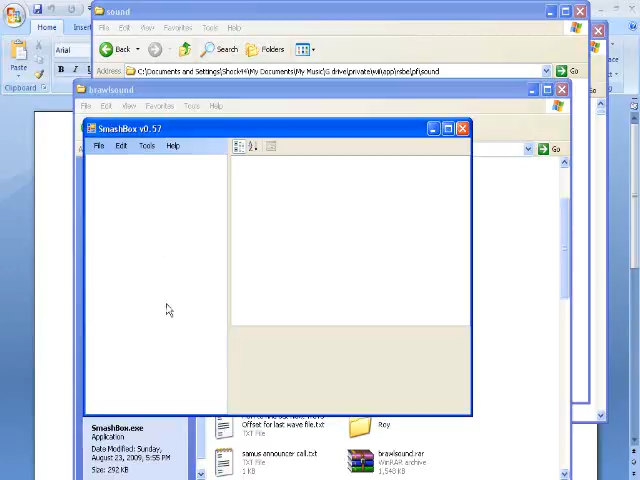 sound
File Edit View Favorites Tools Help
Home Insert
Back Search Folders
Paste
Arial
B I
Clipboard
Address C:\Documents and Settings\Shock44\My Documents\My Music\G drive\private\wii\app\rsbe\pf\sound Go
brawlsound
File Edit View Favorites Tools Help
Go
SmashBox v0.57
File Edit Tools Help
SmashBox.exe
Application
Date Modified: Sunday,
August 23, 2009, 5:55 PM
Size: 292 KB
Offset for last wave file.txt
TXT File
Roy
samus announcer call.txt
TXT File
1 KB
brawlsound.rar
WinRAR archive
1,548 KB